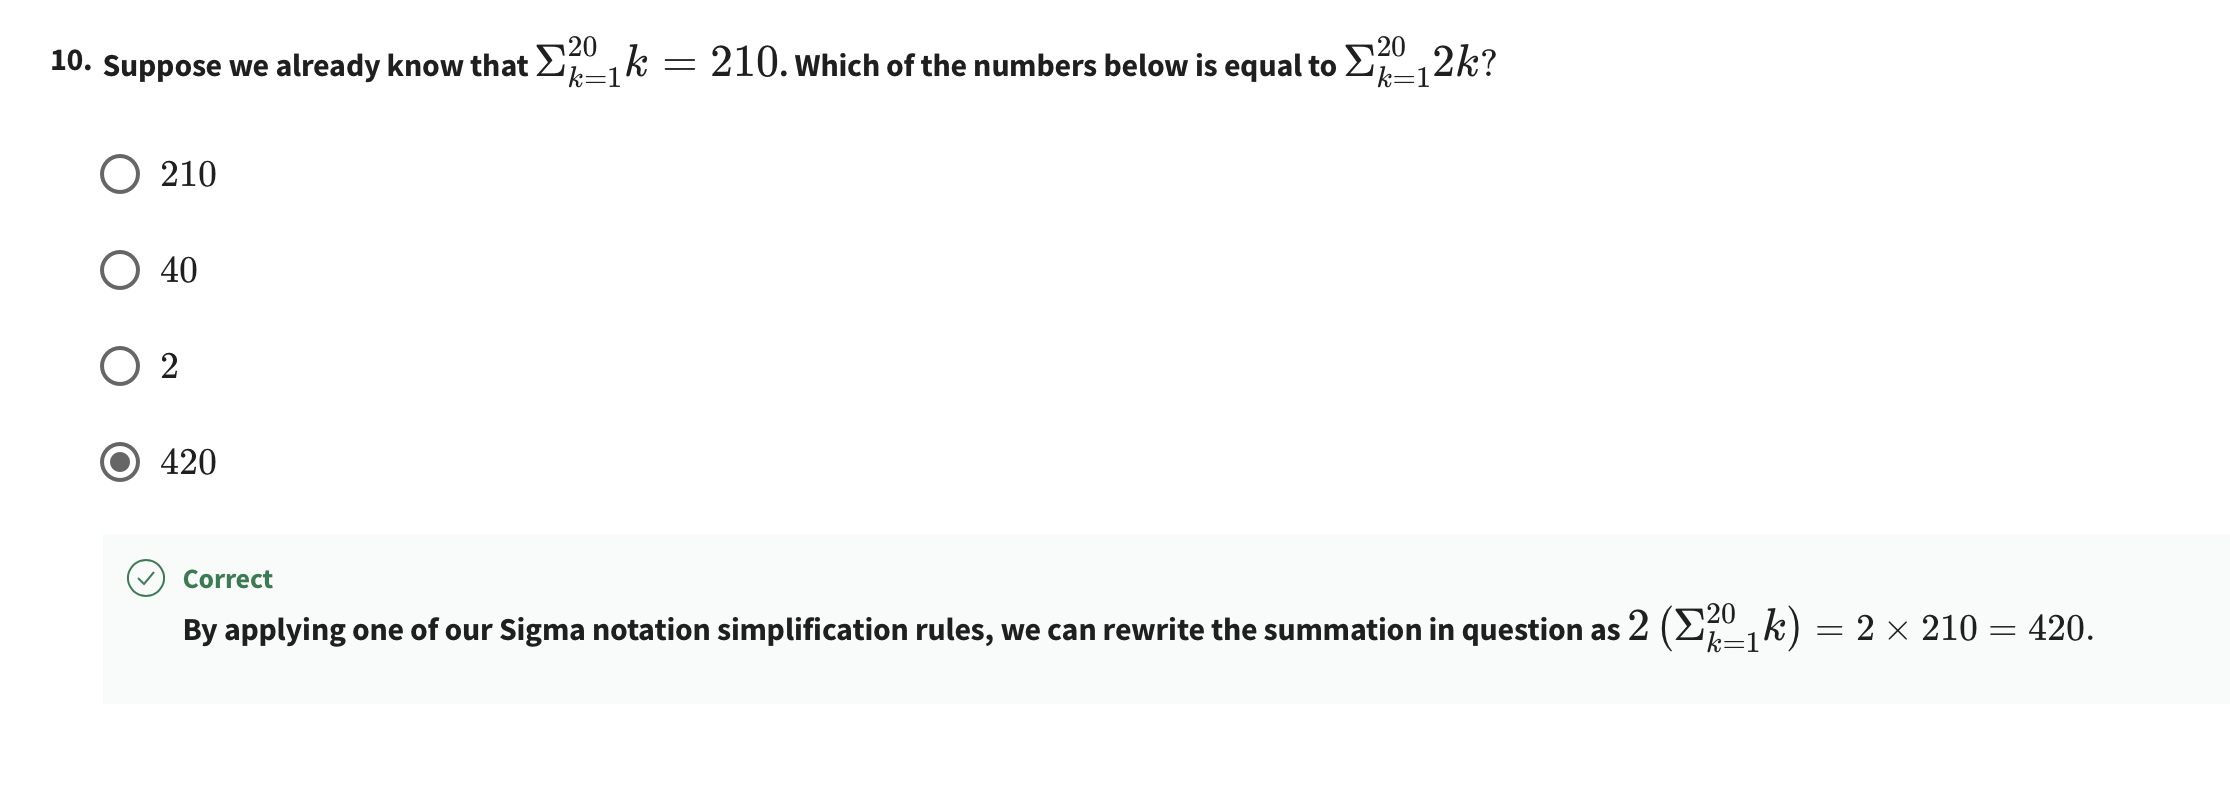 10. Suppose we already know that $\Sigma_{k=1}^{20} k = 210$. Which of the numbers below is equal to $\Sigma_{k=1}^{20} 2k$?
210
40
2
420
Correct
By applying one of our Sigma notation simplification rules, we can rewrite the summation in question as $2\left(\Sigma_{k=1}^{20} k\right) = 2 \times 210 = 420.$